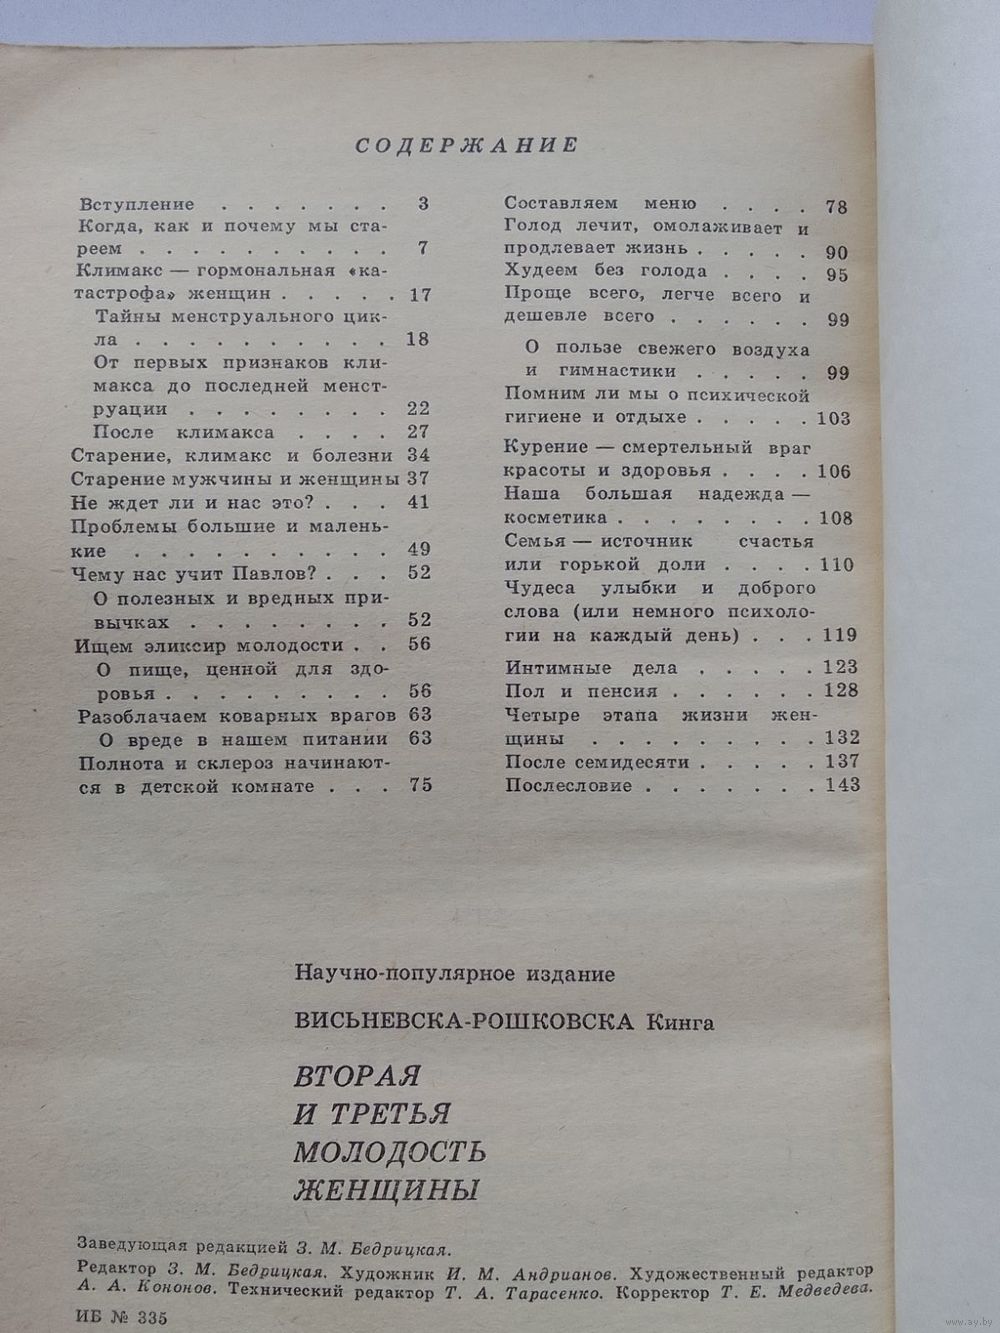 СОДЕРЖАНИЕ
Вступление . . . . . . . 3
Когда, как и почему мы ста-
реем . . . . . . . . . . 7
Климакс — гормональная «ка-
тастрофа» женщин . . . . . 17
Тайны менструального цик-
ла . . . . . . . . . . 18
От первых признаков кли-
макса до последней менст-
руации . . . . . . . . 22
После климакса . . . . 27
Старение, климакс и болезни 34
Старение мужчины и женщины 37
Не ждет ли и нас это? . . . 41
Проблемы большие и малень-
кие . . . . . . . . . . 49
Чему нас учит Павлов? . . . 52
О полезных и вредных при-
вычках . . . . . . . . 52
Ищем эликсир молодости . . 56
О пище, ценной для здо-
ровья . . . . . . . . . 56
Разоблачаем коварных врагов 63
О вреде в нашем питании 63
Полнота и склероз начинают-
ся в детской комнате . . . 75
Составляем меню . . . . 78
Голод лечит, омолаживает и
продлевает жизнь . . . . . 90
Худеем без голода . . . . 95
Проще всего, легче всего и
дешевле всего . . . . . . 99
О пользе свежего воздуха
и гимнастики . . . . . 99
Помним ли мы о психической
гигиене и отдыхе . . . . . 103
Курение — смертельный враг
красоты и здоровья . . . . 106
Наша большая надежда —
косметика . . . . . . . . 108
Семья — источник счастья
или горькой доли . . . . 110
Чудеса улыбки и доброго
слова (или немного психоло-
гии на каждый день) . . . 119
Интимные дела . . . . . 123
Пол и пенсия . . . . . . 128
Четыре этапа жизни жен-
щины . . . . . . . . . 132
После семидесяти . . . . . 137
Послесловие . . . . . . . 143
Научно-популярное издание
ВИСЬНЕВСКА-РОШКОВСКА Кинга
ВТОРАЯ
И ТРЕТЬЯ
МОЛОДОСТЬ
ЖЕНЩИНЫ
Заведующая редакцией З. М. Бедрицкая.
Редактор З. М. Бедрицкая. Художник И. М. Андрианов. Художественный редактор
А. А. Кононов. Технический редактор Т. А. Тарасенко. Корректор Т. Е. Медведева.
ИБ № 335
www.ay.by